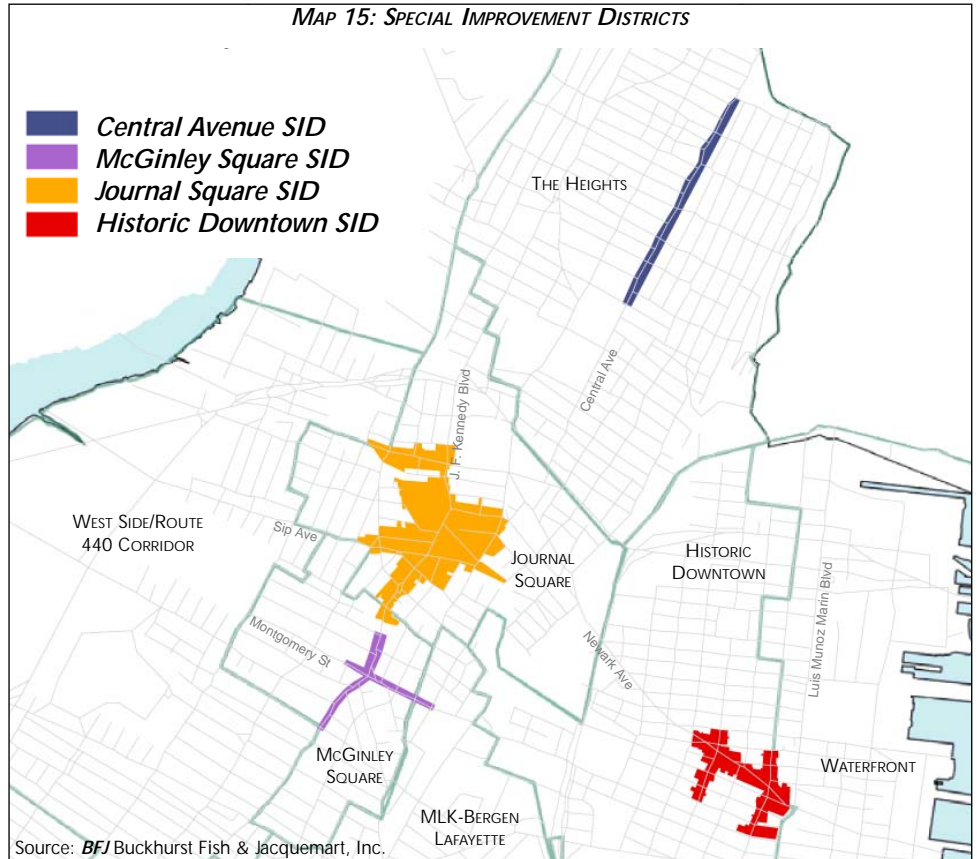 MAP 15: SPECIAL IMPROVEMENT DISTRICTS
Central Avenue SID
McGinley Square SID
Journal Square SID
Historic Downtown SID
THE HEIGHTS
Central Ave
J. F. Kennedy Blvd
WEST SIDE/ROUTE
440 CORRIDOR
Sip Ave
JOURNAL
SQUARE
HISTORIC
DOWNTOWN
Luis Munoz Marin Blvd
Montgomery St
Newark Ave
MCGINLEY
SQUARE
WATERFRONT
MLK-BERGEN
LAFAYETTE
Source: BFJ Buckhurst Fish & Jacquemart, Inc.